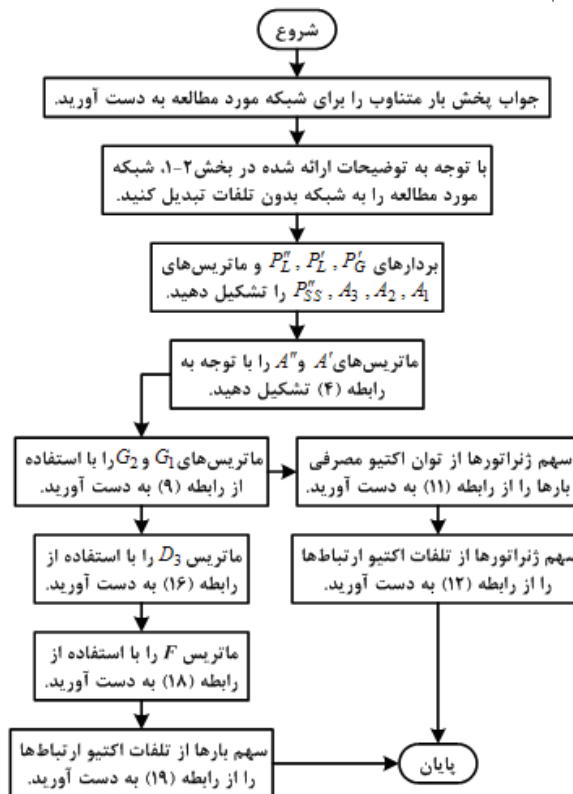 شروع
جواب پخش بار متناوب را برای شبکه مورد مطالعه به دست آورید.
با توجه به توضیحات ارائه شده در بخش۲-۱، شبکه
مورد مطالعه را به شبکه بدون تلفات تبدیل کنید.
بردارهای P''_L , P'_L , P'_G و ماتریس‌های
P''_SS , A_3 , A_2 , A_1 را تشکیل دهید.
ماتریس‌های A' و A'' را با توجه به
رابطه (۴) تشکیل دهید.
ماتریس‌های G_1 و G_2 را با استفاده
از رابطه (۹) به دست آورید.
سهم ژنراتورها از توان اکتیو مصرفی
بارها را از رابطه (۱۱) به دست آورید.
ماتریس D_3 را با استفاده از
رابطه (۱۶) به دست آورید.
سهم ژنراتورها از تلفات اکتیو ارتباط‌ها
را از رابطه (۱۲) به دست آورید.
ماتریس F را با استفاده از
رابطه (۱۸) به دست آورید.
سهم بارها از تلفات اکتیو ارتباط‌ها
را از رابطه (۱۹) به دست آورید.
پایان